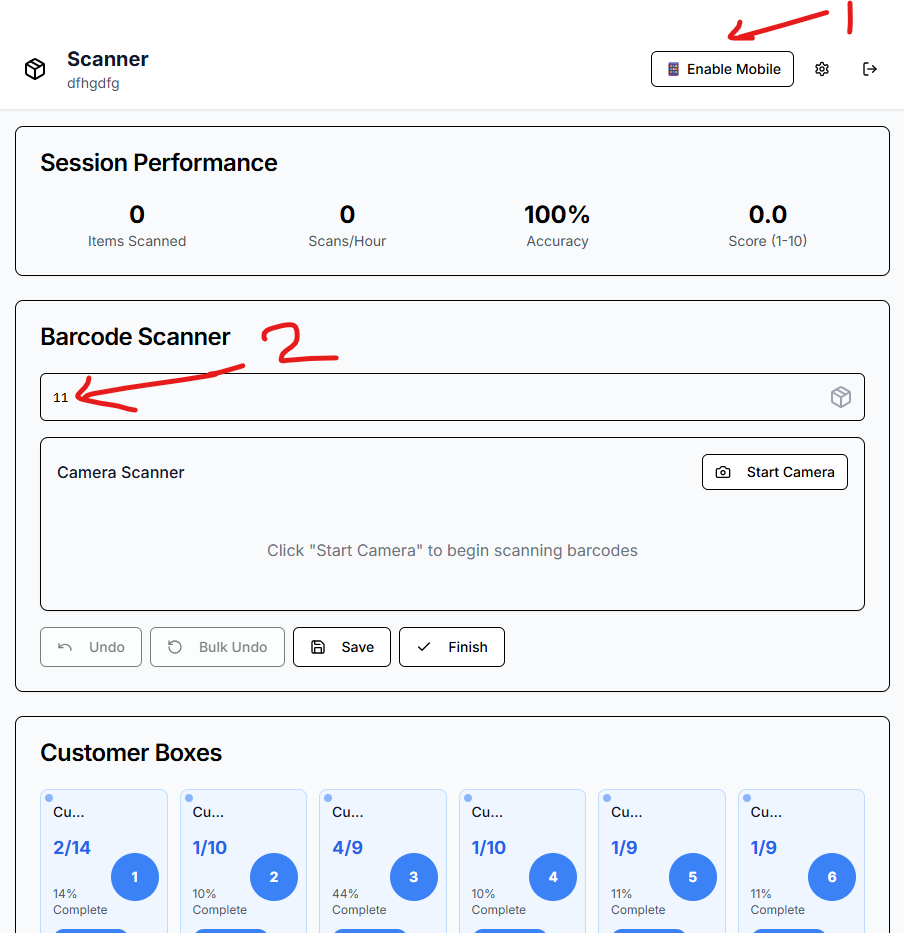 1
Scanner
dfhgdfg
Enable Mobile
Session Performance
0 0 100% 0.0
Items Scanned Scans/Hour Accuracy Score (1-10)
Barcode Scanner 2
11
Camera Scanner Start Camera
Click "Start Camera" to begin scanning barcodes
Undo Bulk Undo Save Finish
Customer Boxes
Cu... Cu... Cu... Cu... Cu... Cu...
2/14 1/10 4/9 1/10 1/9 1/9
1 2 3 4 5 6
14% 10% 44% 10% 11% 11%
Complete Complete Complete Complete Complete Complete